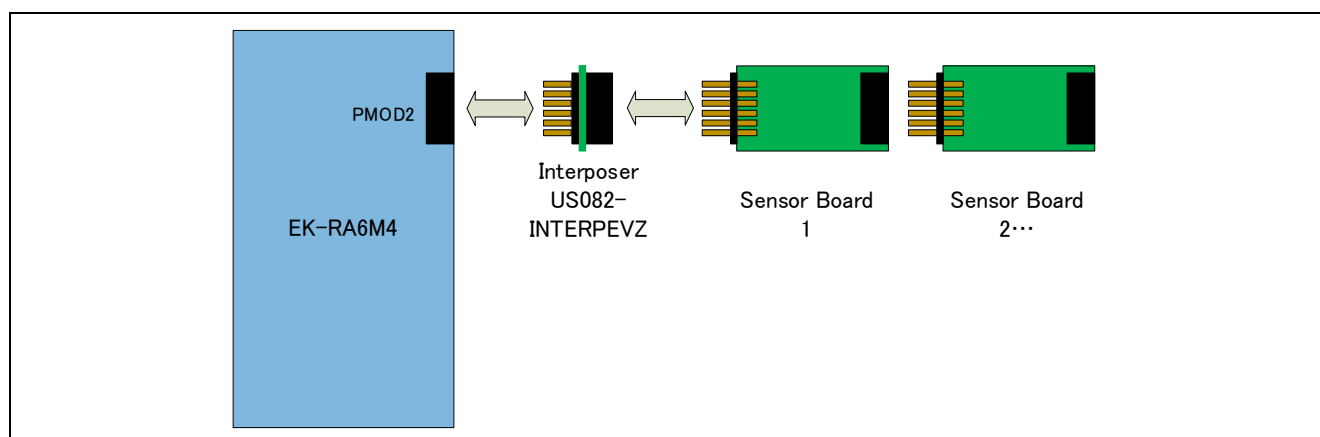 PMOD2
EK-RA6M4
Interposer
US082-
INTERPEVZ
Sensor Board
1
Sensor Board
2…